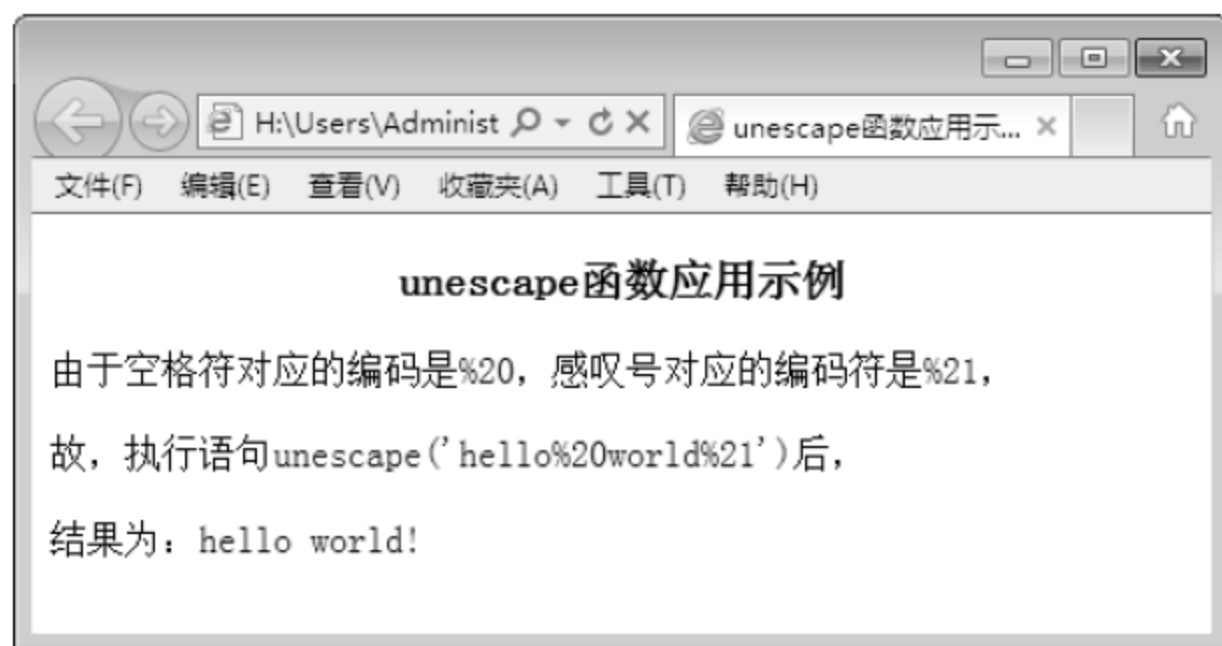 H:\Users\Administ
unescape函数应用示...
文件(F) 编辑(E) 查看(V) 收藏夹(A) 工具(T) 帮助(H)
unescape函数应用示例
由于空格符对应的编码是%20，感叹号对应的编码符是%21，
故，执行语句unescape('hello%20world%21')后，
结果为：hello world!